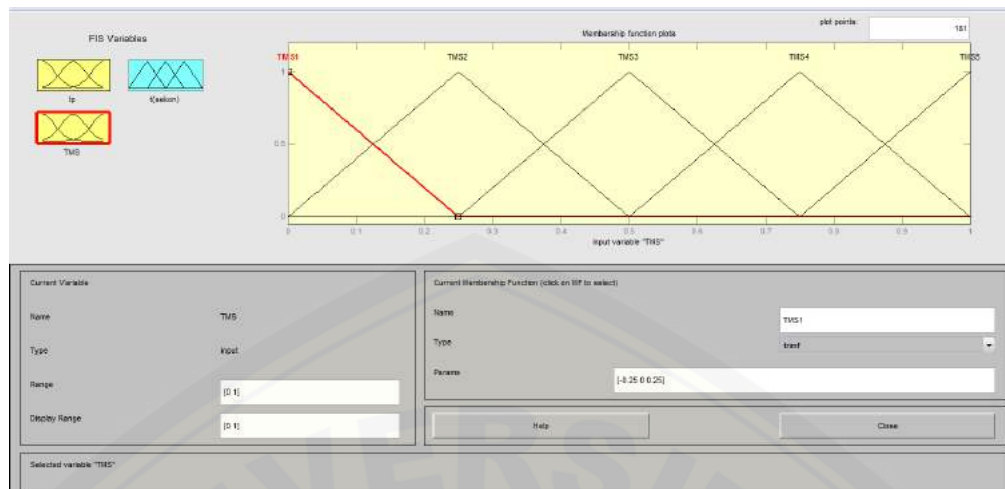 FIS Variables
Ip
t(sekon)
TMS
Membership function plots
plot points:
181
TMS1 TMS2 TMS3 TMS4 TMS5
1
0.5
0
0 0.1 0.2 0.3 0.4 0.5 0.6 0.7 0.8 0.9 1
input variable "TMS"
Current Variable
Name TMS
Type input
Range [0 1]
Display Range [0 1]
Current Membership Function (click on MF to select)
Name TMS1
Type trimf
Params [-0.25 0 0.25]
Help Close
Selected variable "TMS"
VERS